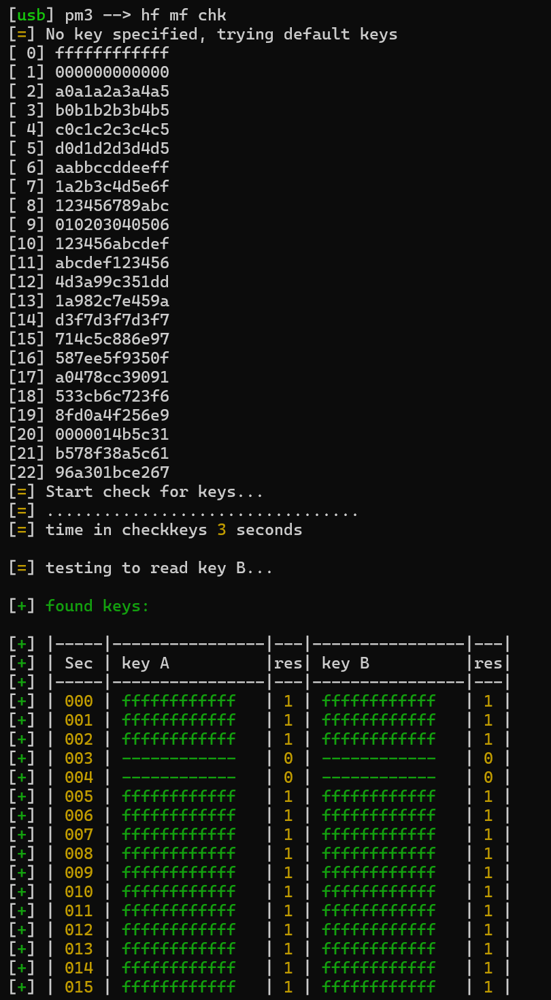 [usb] pm3 --> hf mf chk
[=] No key specified, trying default keys
[ 0] ffffffffffff
[ 1] 000000000000
[ 2] a0a1a2a3a4a5
[ 3] b0b1b2b3b4b5
[ 4] c0c1c2c3c4c5
[ 5] d0d1d2d3d4d5
[ 6] aabbccddeeff
[ 7] 1a2b3c4d5e6f
[ 8] 123456789abc
[ 9] 010203040506
[10] 123456abcdef
[11] abcdef123456
[12] 4d3a99c351dd
[13] 1a982c7e459a
[14] d3f7d3f7d3f7
[15] 714c5c886e97
[16] 587ee5f9350f
[17] a0478cc39091
[18] 533cb6c723f6
[19] 8fd0a4f256e9
[20] 0000014b5c31
[21] b578f38a5c61
[22] 96a301bce267
[=] Start check for keys...
[=] .................................
[=] time in checkkeys 3 seconds
[=] testing to read key B...
[+] found keys:
[+] |-----|----------------|---|----------------|---|
[+] | Sec | key A          |res| key B          |res|
[+] |-----|----------------|---|----------------|---|
[+] | 000 | ffffffffffff   | 1 | ffffffffffff   | 1 |
[+] | 001 | ffffffffffff   | 1 | ffffffffffff   | 1 |
[+] | 002 | ffffffffffff   | 1 | ffffffffffff   | 1 |
[+] | 003 | ------------   | 0 | ------------   | 0 |
[+] | 004 | ------------   | 0 | ------------   | 0 |
[+] | 005 | ffffffffffff   | 1 | ffffffffffff   | 1 |
[+] | 006 | ffffffffffff   | 1 | ffffffffffff   | 1 |
[+] | 007 | ffffffffffff   | 1 | ffffffffffff   | 1 |
[+] | 008 | ffffffffffff   | 1 | ffffffffffff   | 1 |
[+] | 009 | ffffffffffff   | 1 | ffffffffffff   | 1 |
[+] | 010 | ffffffffffff   | 1 | ffffffffffff   | 1 |
[+] | 011 | ffffffffffff   | 1 | ffffffffffff   | 1 |
[+] | 012 | ffffffffffff   | 1 | ffffffffffff   | 1 |
[+] | 013 | ffffffffffff   | 1 | ffffffffffff   | 1 |
[+] | 014 | ffffffffffff   | 1 | ffffffffffff   | 1 |
[+] | 015 | ffffffffffff   | 1 | ffffffffffff   | 1 |